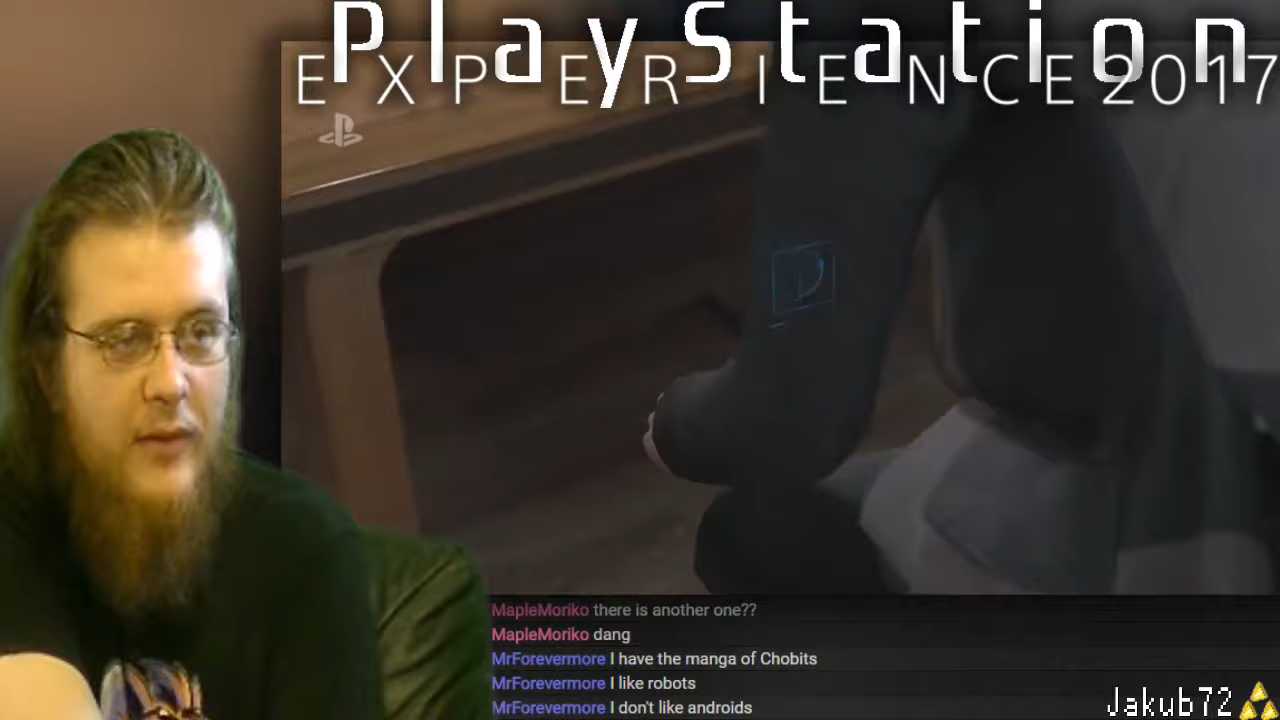 PlayStation
EXPERIENCE 2017
MapleMoriko there is another one??
MapleMoriko dang
MrForevermore I have the manga of Chobits
MrForevermore I like robots
MrForevermore I don't like androids
Jakub72